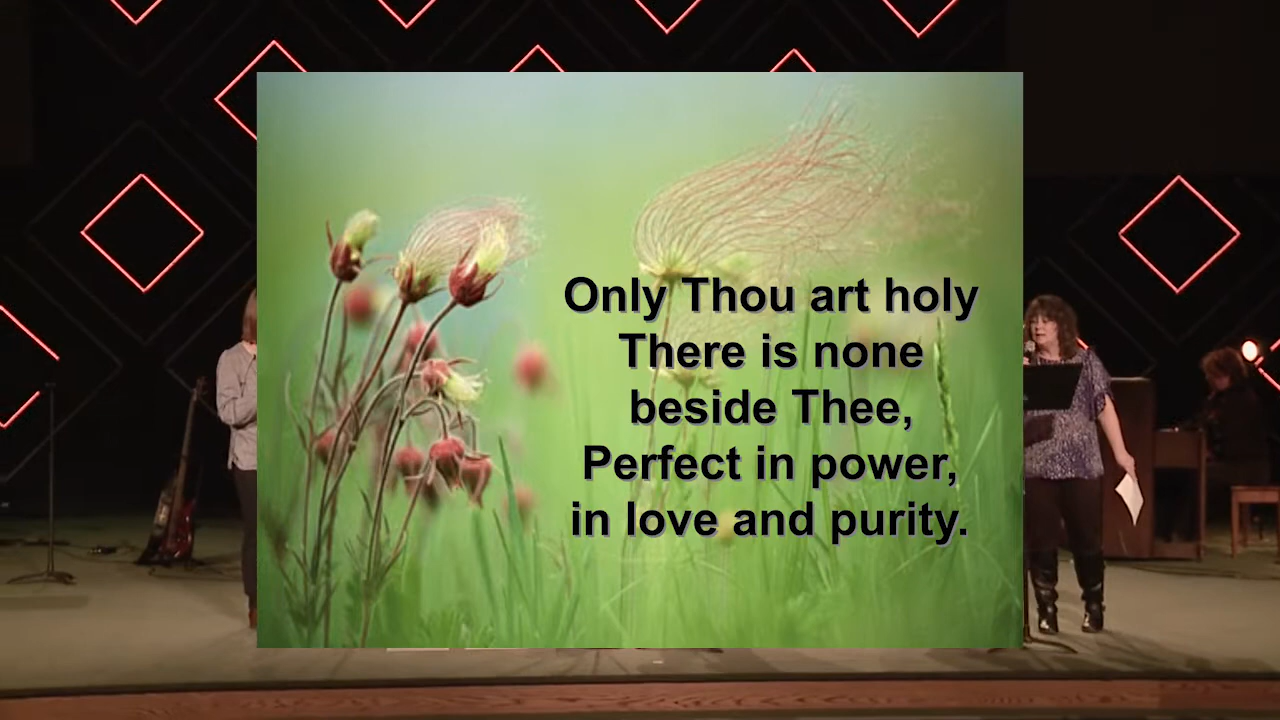 Only Thou art holy
There is none
beside Thee,
Perfect in power,
in love and purity.